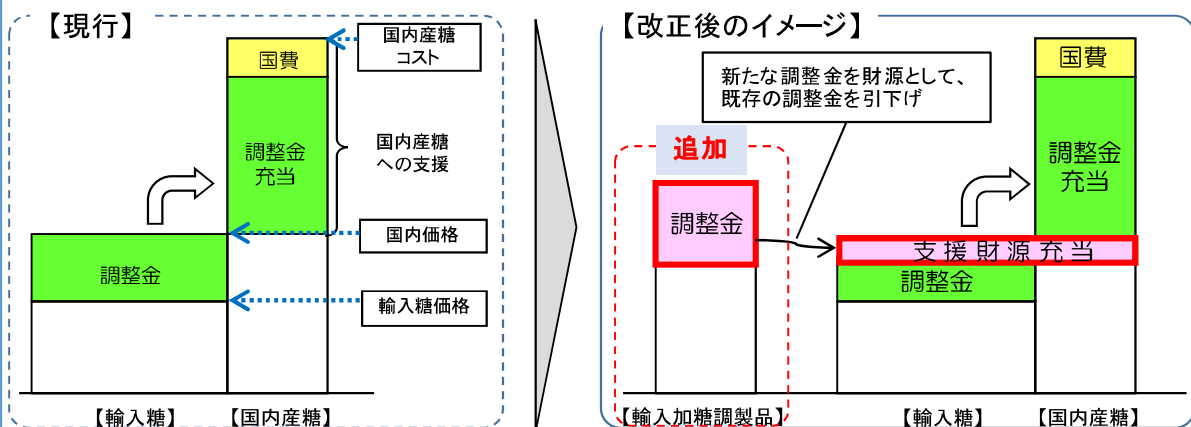 【現行】
国費
調整金
充当
調整金
国内産糖
コスト
国内産糖
への支援
国内価格
輸入糖価格
【輸入糖】
【国内産糖】
【改正後のイメージ】
新たな調整金を財源として、
既存の調整金を引下げ
追加
調整金
国費
調整金
充当
支援財源充当
調整金
【輸入加糖調製品】
【輸入糖】
【国内産糖】